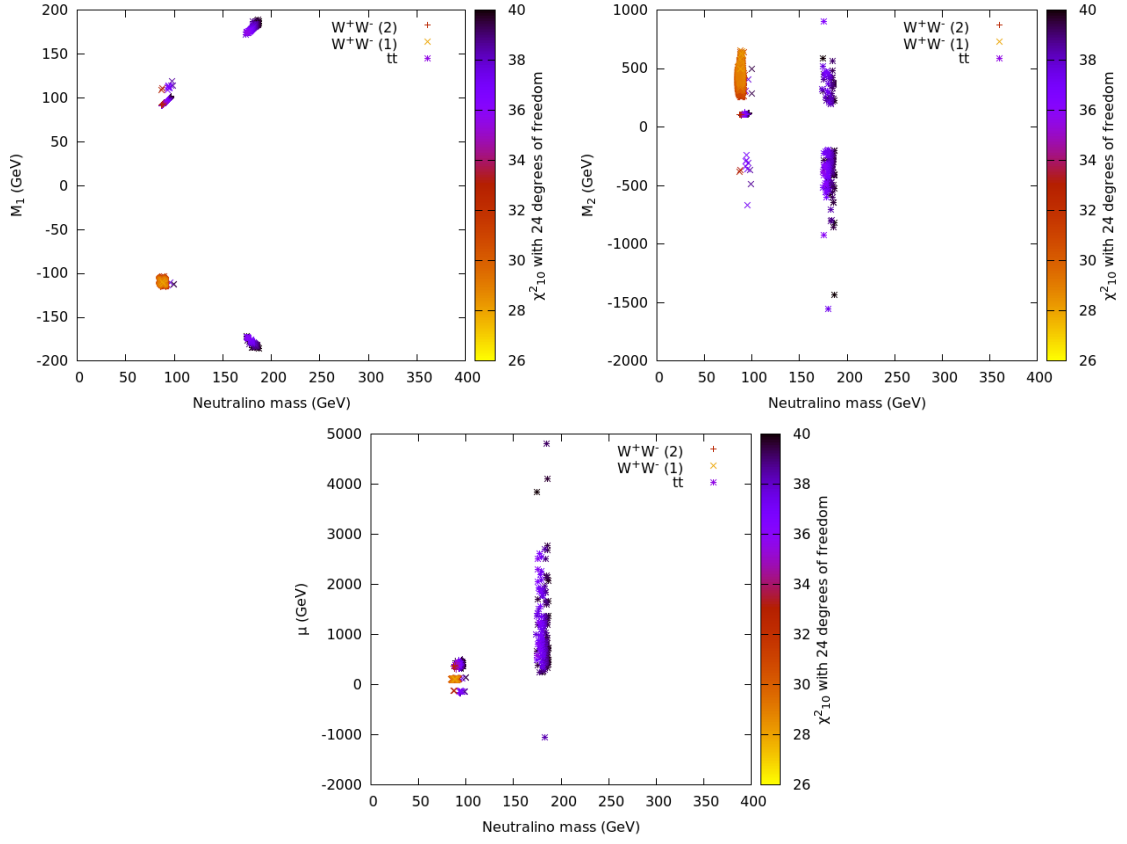 200
150
100
50
0
-50
-100
-150
-200
0 50 100 150 200 250 300 350 400
M₁ (GeV)
Neutralino mass (GeV)
W⁺W⁻ (2)
W⁺W⁻ (1)
tt
40
38
36
34
32
30
28
26
χ²₁₀ with 24 degrees of freedom
1000
500
0
-500
-1000
-1500
-2000
0 50 100 150 200 250 300 350 400
M₂ (GeV)
Neutralino mass (GeV)
W⁺W⁻ (2)
W⁺W⁻ (1)
tt
40
38
36
34
32
30
28
26
χ²₁₀ with 24 degrees of freedom
5000
4000
3000
2000
1000
0
-1000
-2000
0 50 100 150 200 250 300 350 400
μ (GeV)
Neutralino mass (GeV)
W⁺W⁻ (2)
W⁺W⁻ (1)
tt
40
38
36
34
32
30
28
26
χ²₁₀ with 24 degrees of freedom